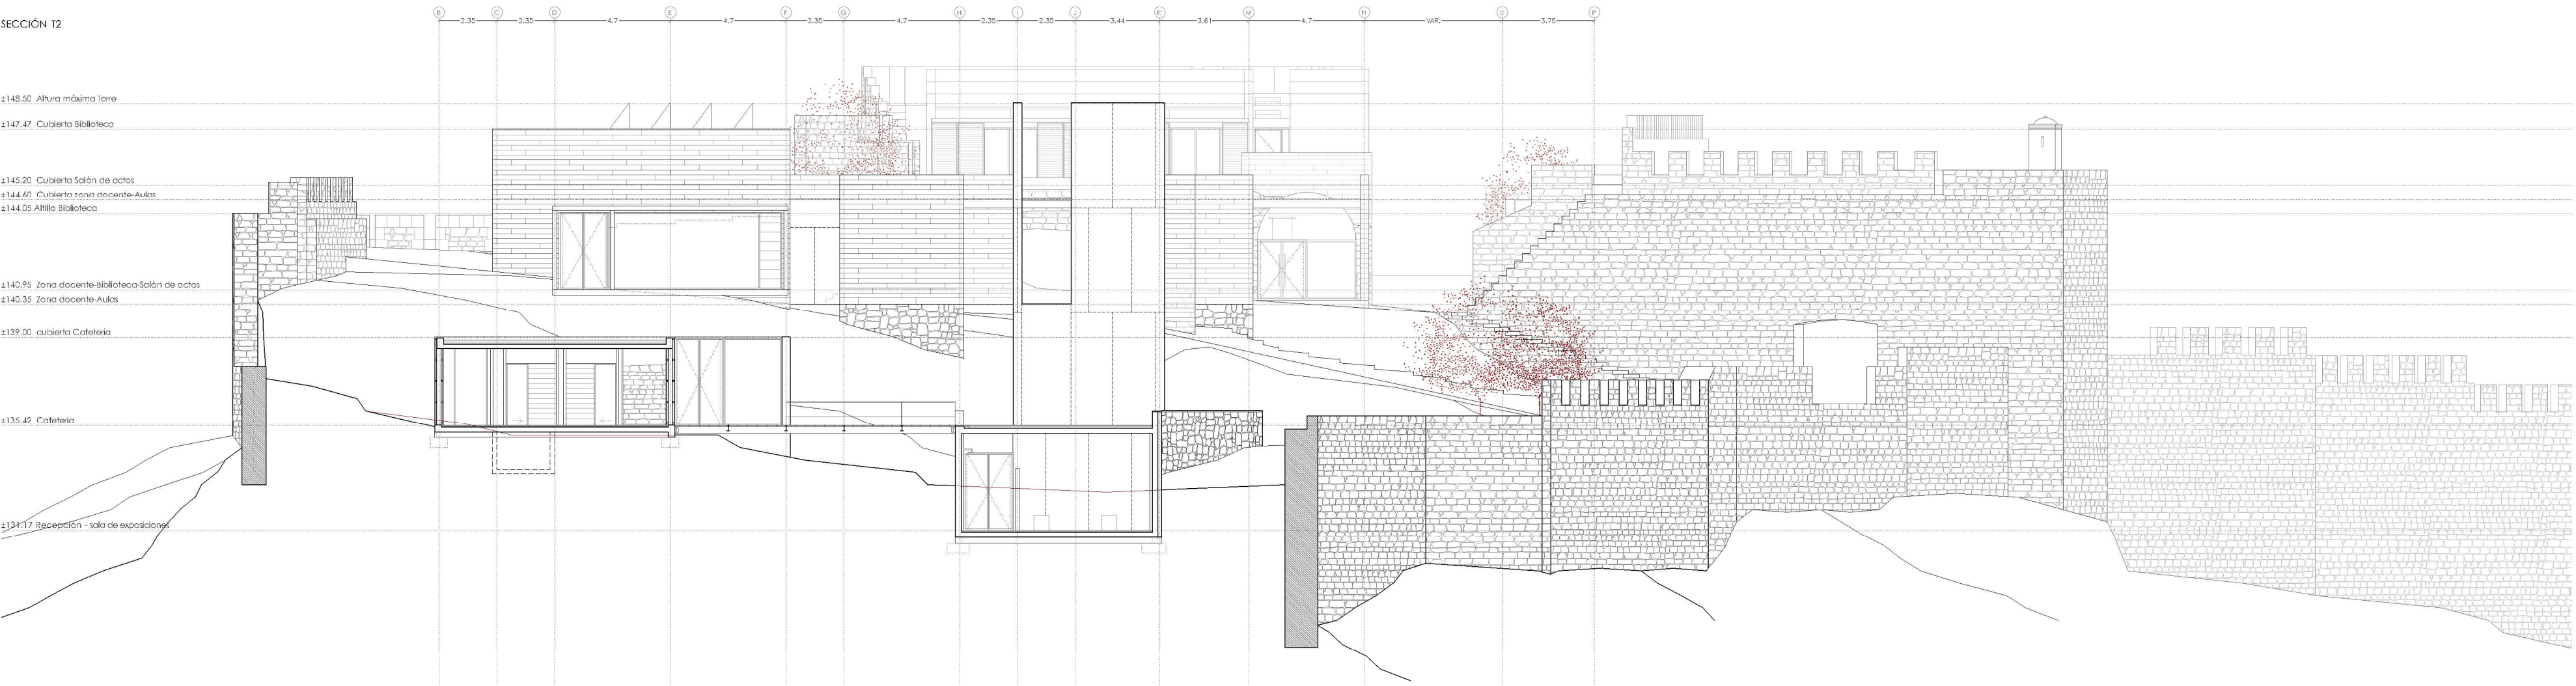 SECCIÓN T2
B C D E F G H I J K M N O P
2.35 2.35 4.7 4.7 2.35 4.7 2.35 2.35 3.44 3.61 4.7 VAR. 3.75
±148.50 Altura máxima Torre
±147.47 Cubierta Biblioteca
±145.20 Cubierta Salón de actos
±144.60 Cubierta zona docente-Aulas
±144.05 Altillo Biblioteca
±140.95 Zona docente-Biblioteca-Salón de actos
±140.35 Zona docente-Aulas
±139.00 cubierta Cafetería
±135.42 Cafetería
±131.17 Recepción - sala de exposiciones